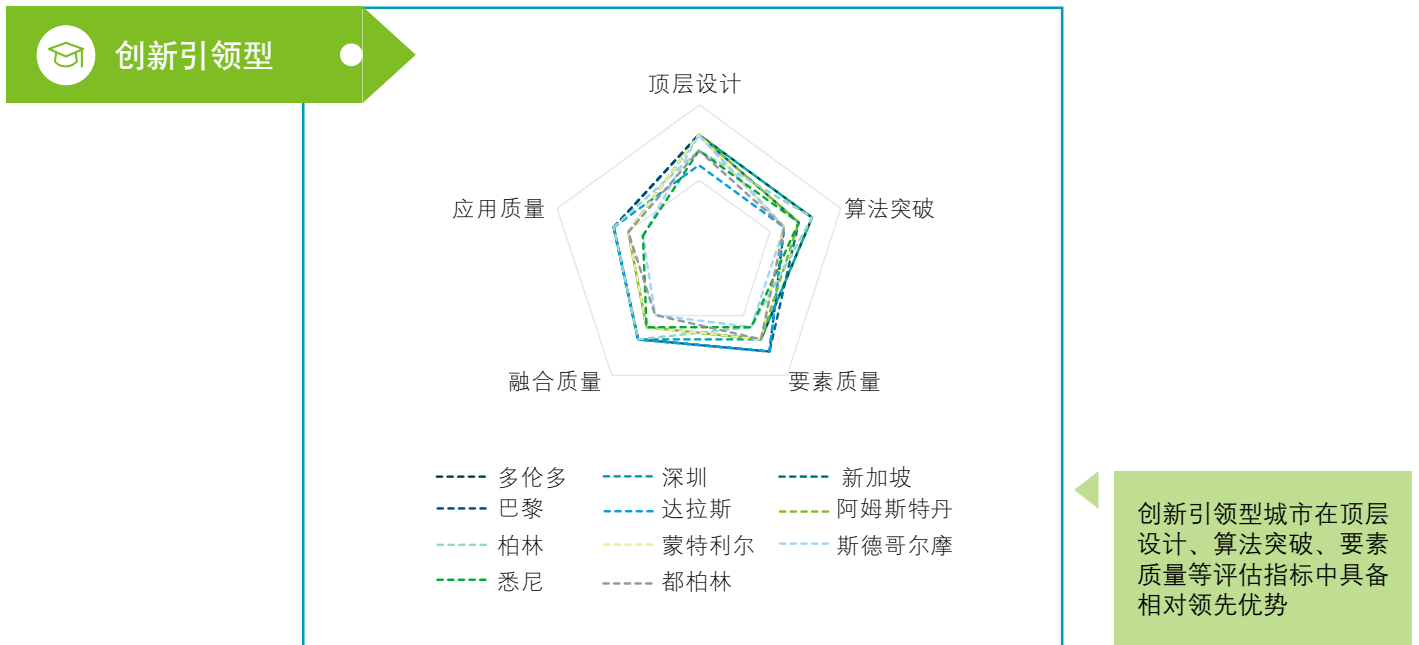 创新引领型
顶层设计
应用质量
算法突破
融合质量
要素质量
多伦多
深圳
新加坡
巴黎
达拉斯
阿姆斯特丹
柏林
蒙特利尔
斯德哥尔摩
悉尼
都柏林
创新引领型城市在顶层
设计、算法突破、要素
质量等评估指标中具备
相对领先优势